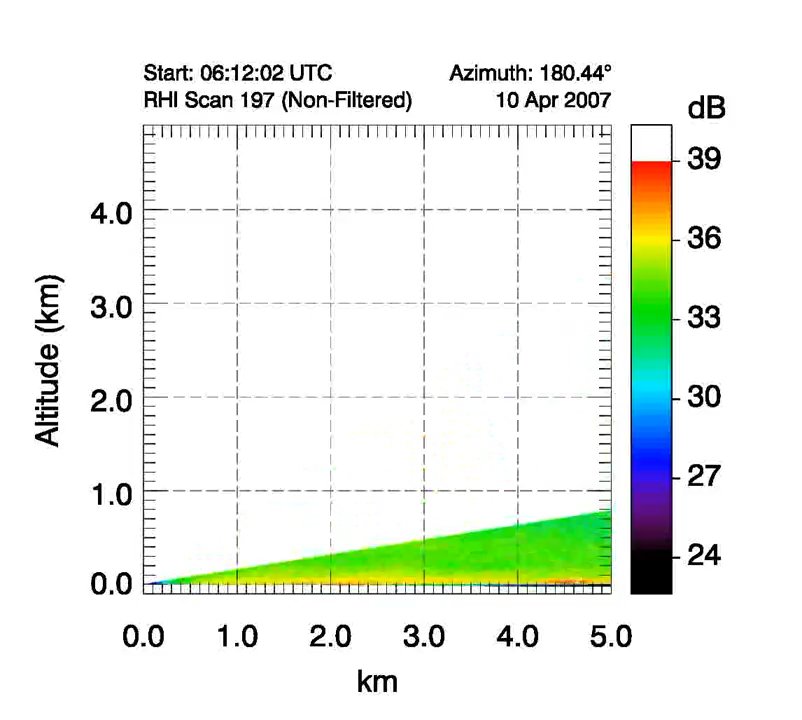 Start: 06:12:02 UTC
Azimuth: 180.44°
RHI Scan 197 (Non-Filtered)
10 Apr 2007
dB
39
36
33
30
27
24
Altitude (km)
4.0
3.0
2.0
1.0
0.0
0.0 1.0 2.0 3.0 4.0 5.0
km